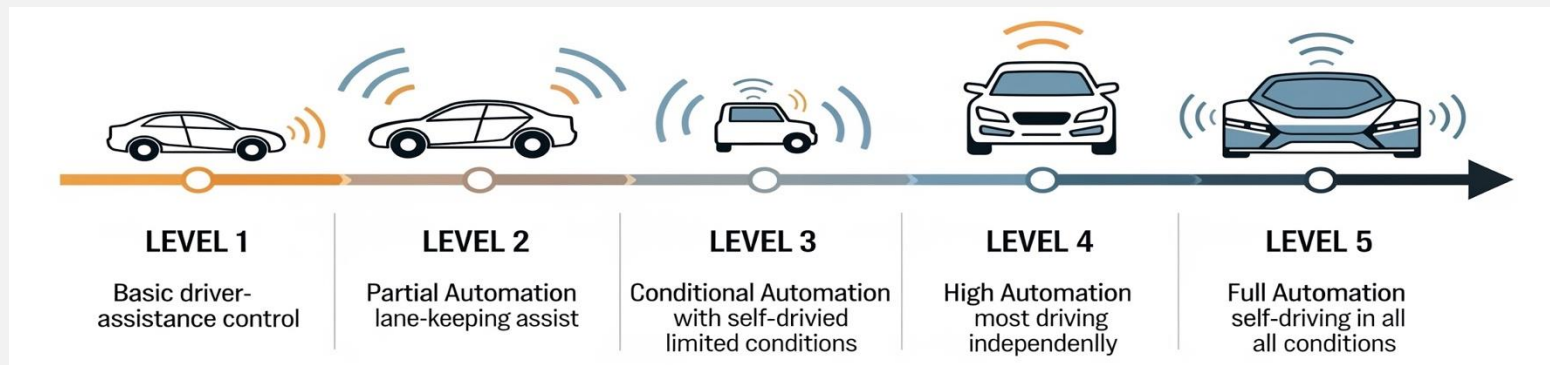 LEVEL 1
Basic driver-
assistance control
LEVEL 2
Partial Automation
lane-keeping assist
LEVEL 3
Conditional Automation
with self-drivied
limited conditions
LEVEL 4
High Automation
most driving
independenlly
LEVEL 5
Full Automation
self-driving in all
all conditions